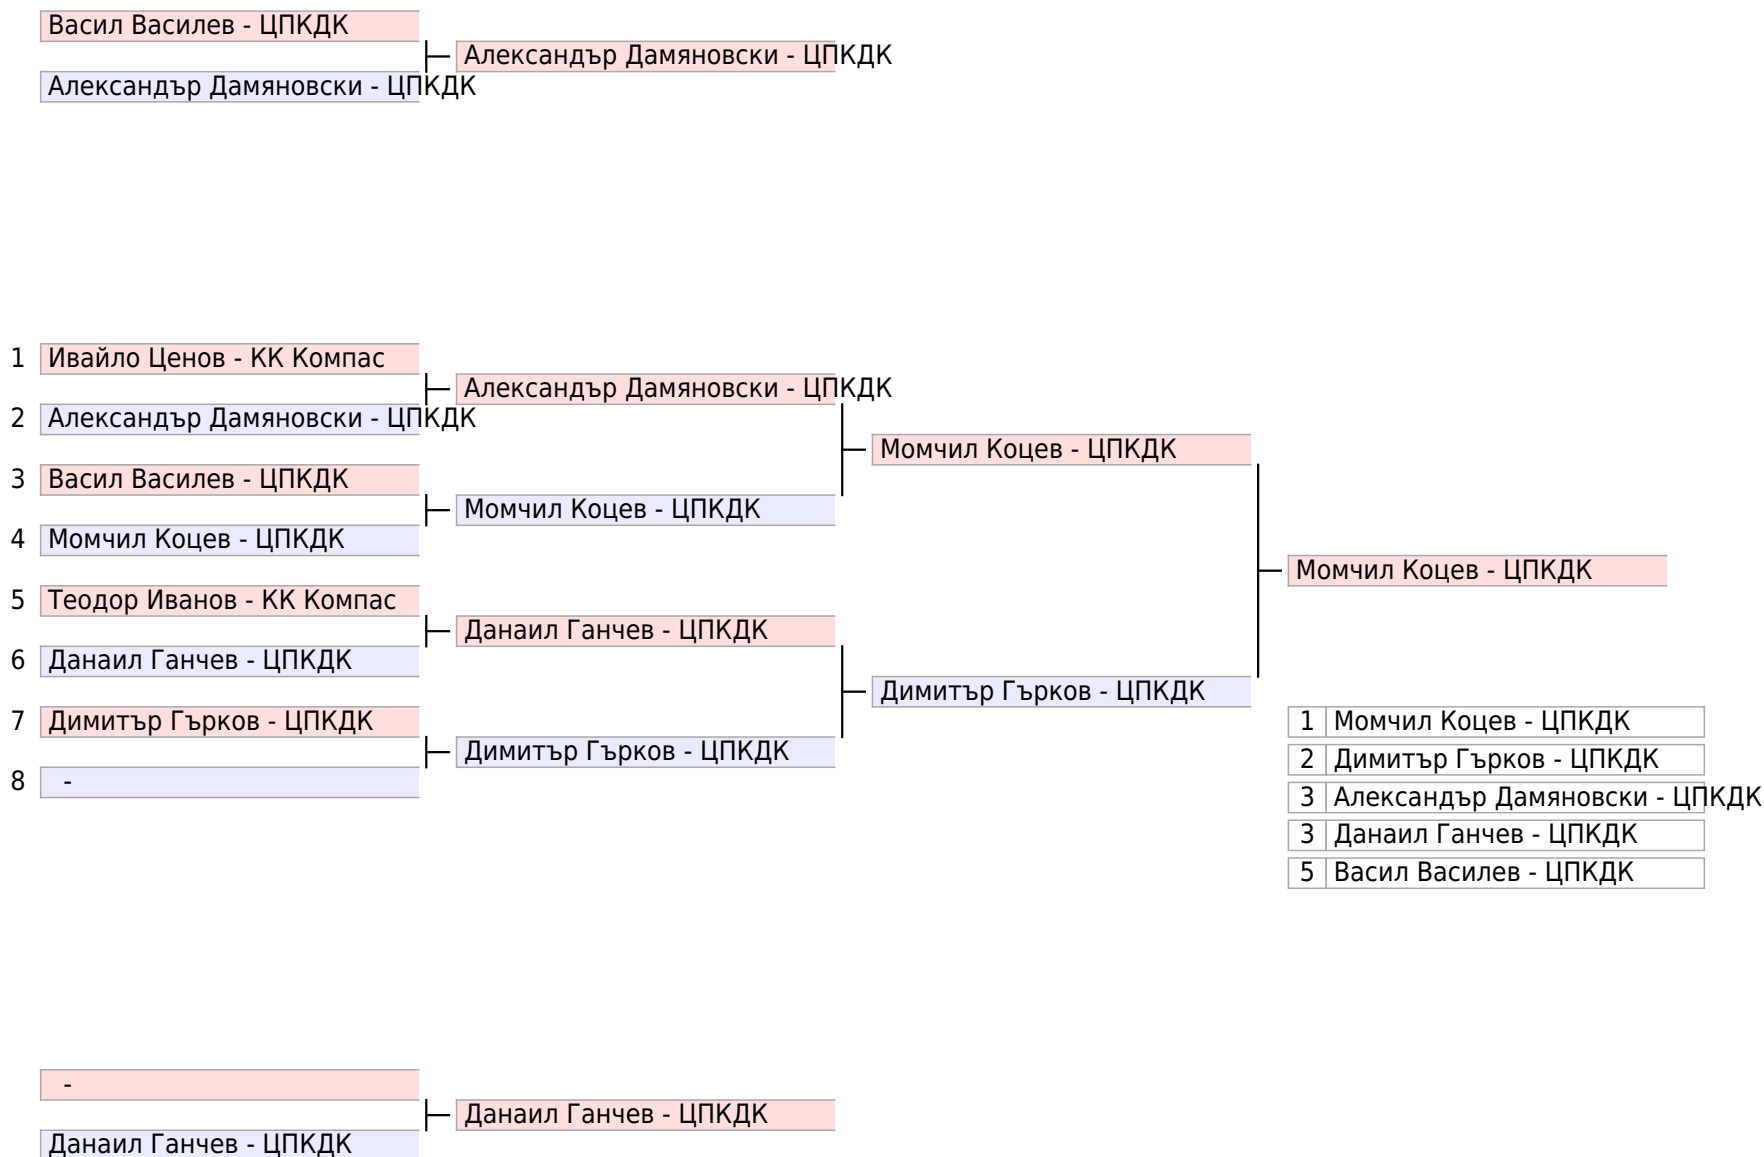 Васил Василев - ЦПКДК
Александър Дамяновски - ЦПКДК
Александър Дамяновски - ЦПКДК
1 Ивайло Ценов - КК Компас
Александър Дамяновски - ЦПКДК
2 Александър Дамяновски - ЦПКДК
Момчил Коцев - ЦПКДК
3 Васил Василев - ЦПКДК
Момчил Коцев - ЦПКДК
4 Момчил Коцев - ЦПКДК
Момчил Коцев - ЦПКДК
5 Теодор Иванов - КК Компас
Данаил Ганчев - ЦПКДК
6 Данаил Ганчев - ЦПКДК
Димитър Гърков - ЦПКДК
7 Димитър Гърков - ЦПКДК
Димитър Гърков - ЦПКДК
8 -
1 Момчил Коцев - ЦПКДК
2 Димитър Гърков - ЦПКДК
3 Александър Дамяновски - ЦПКДК
3 Данаил Ганчев - ЦПКДК
5 Васил Василев - ЦПКДК
-
Данаил Ганчев - ЦПКДК
Данаил Ганчев - ЦПКДК